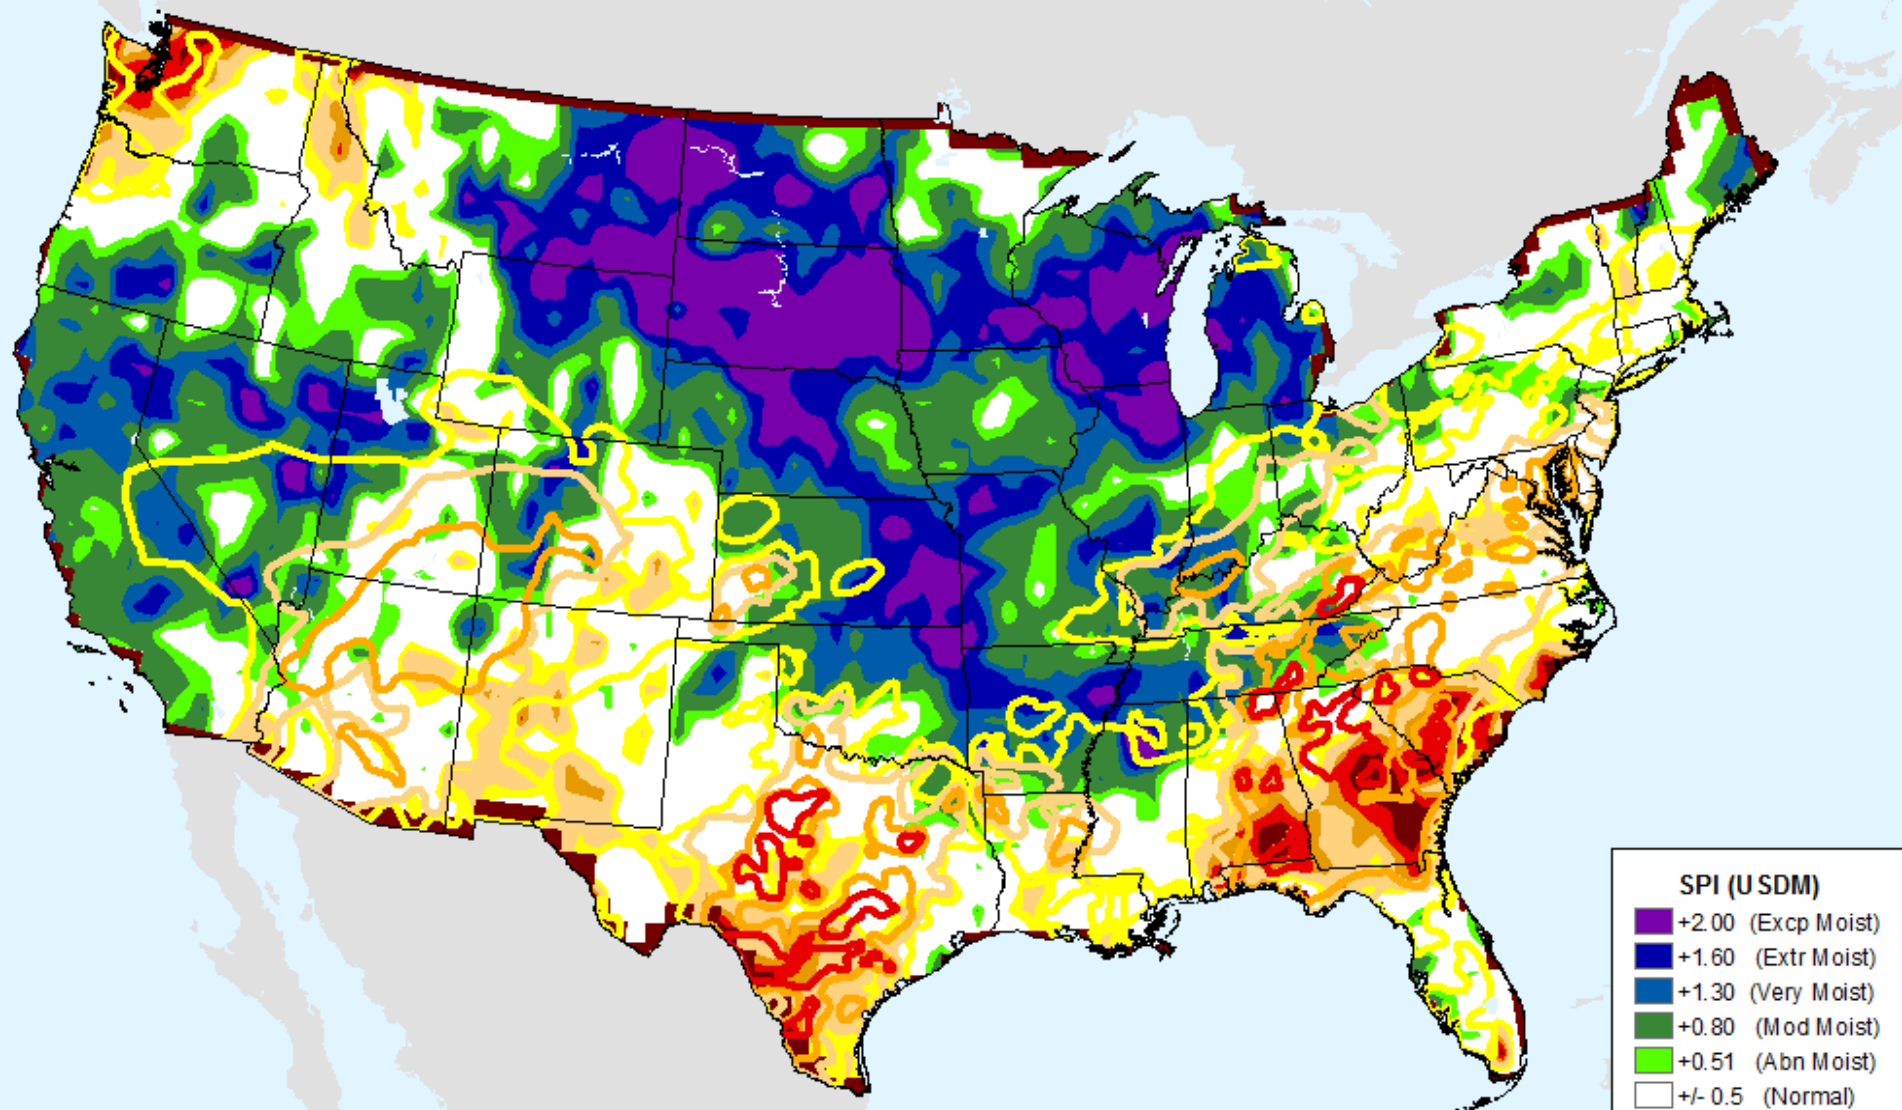 SPI (USDM)
+2.00 (Excp Moist)
+1.60 (Extr Moist)
+1.30 (Very Moist)
+0.80 (Mod Moist)
+0.51 (Abn Moist)
+/- 0.5 (Normal)